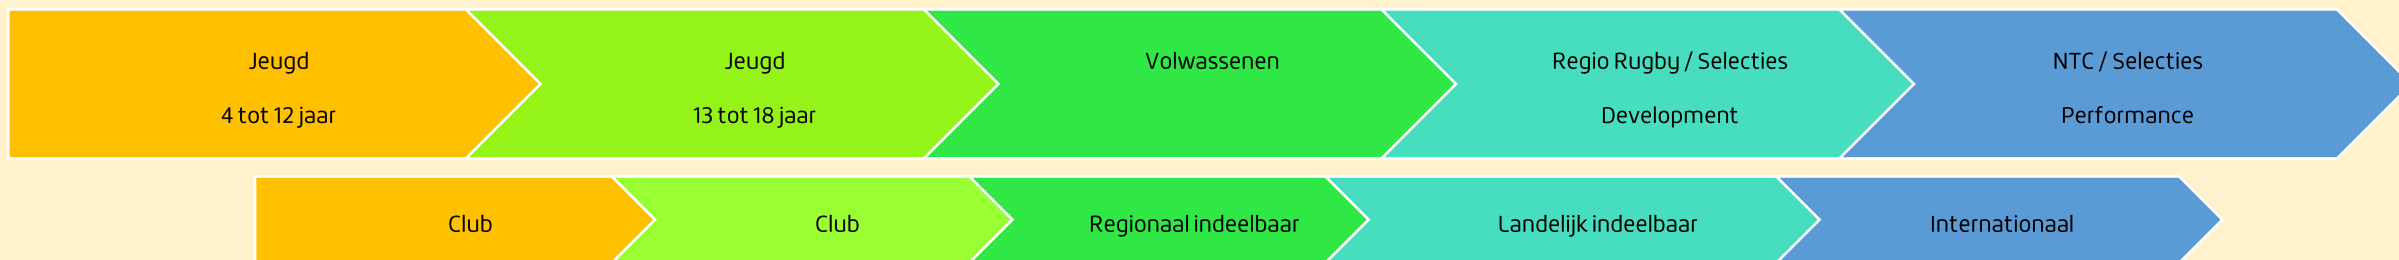 Jeugd
4 tot 12 jaar
Jeugd
13 tot 18 jaar
Volwassenen
Regio Rugby / Selecties
Development
NTC / Selecties
Performance
Club
Club
Regionaal indeelbaar
Landelijk indeelbaar
Internationaal